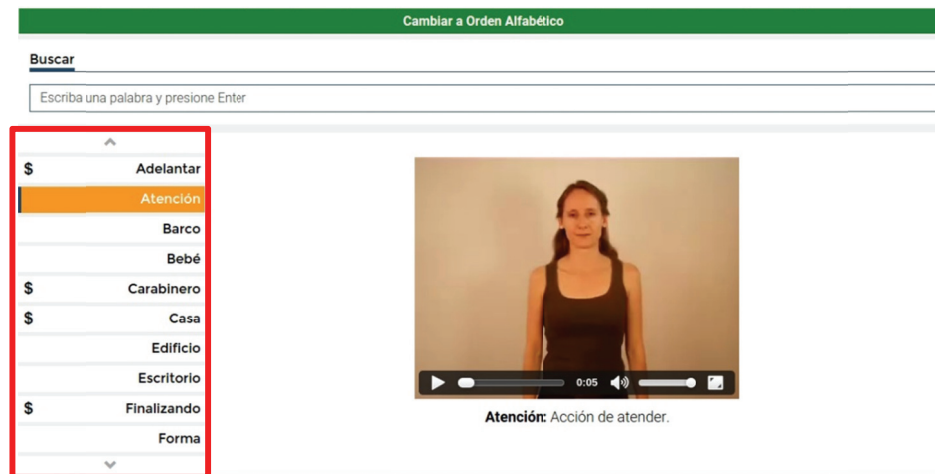 Cambiar a Orden Alfabético
Buscar
Escriba una palabra y presione Enter
$ Adelantar
Atención
Barco
Bebé
$ Carabinero
$ Casa
Edificio
Escritorio
$ Finalizando
Forma
0:05
Atención: Acción de atender.